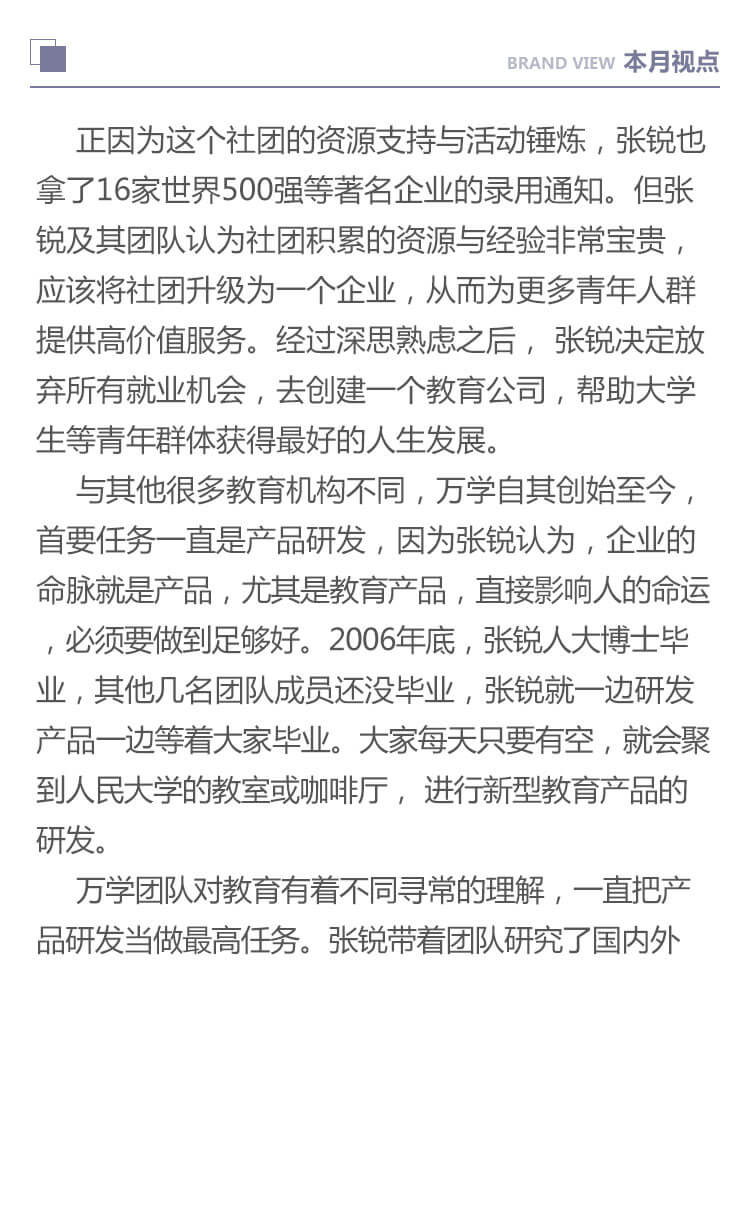 BRAND VIEW 本月视点
正因为这个社团的资源支持与活动锤炼，张锐也
拿了16家世界500强等著名企业的录用通知。但张
锐及其团队认为社团积累的资源与经验非常宝贵，
应该将社团升级为一个企业，从而为更多青年人群
提供高价值服务。经过深思熟虑之后， 张锐决定放
弃所有就业机会，去创建一个教育公司，帮助大学
生等青年群体获得最好的人生发展。
与其他很多教育机构不同，万学自其创始至今，
首要任务一直是产品研发，因为张锐认为，企业的
命脉就是产品，尤其是教育产品，直接影响人的命运
，必须要做到足够好。2006年底，张锐人大博士毕
业，其他几名团队成员还没毕业，张锐就一边研发
产品一边等着大家毕业。大家每天只要有空，就会聚
到人民大学的教室或咖啡厅， 进行新型教育产品的
研发。
万学团队对教育有着不同寻常的理解，一直把产
品研发当做最高任务。张锐带着团队研究了国内外